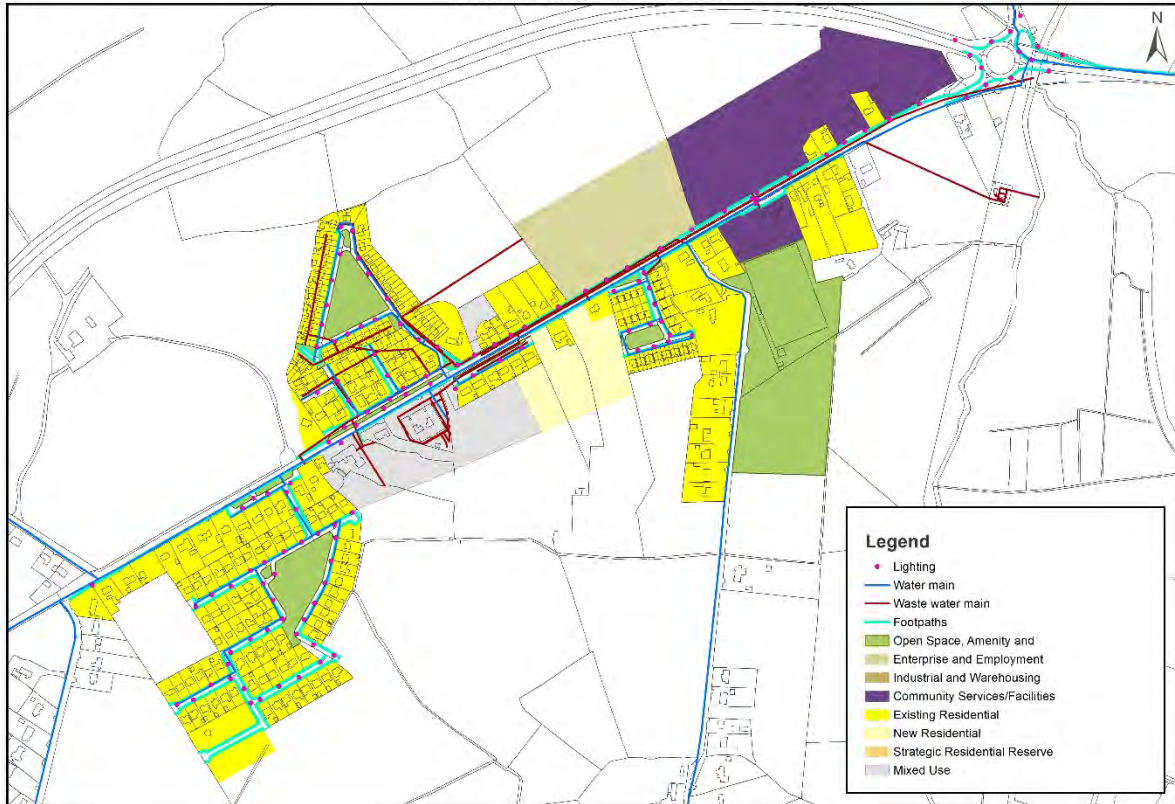 N
Legend
Lighting
Water main
Waste water main
Footpaths
Open Space, Amenity and
Enterprise and Employment
Industrial and Warehousing
Community Services/Facilities
Existing Residential
New Residential
Strategic Residential Reserve
Mixed Use